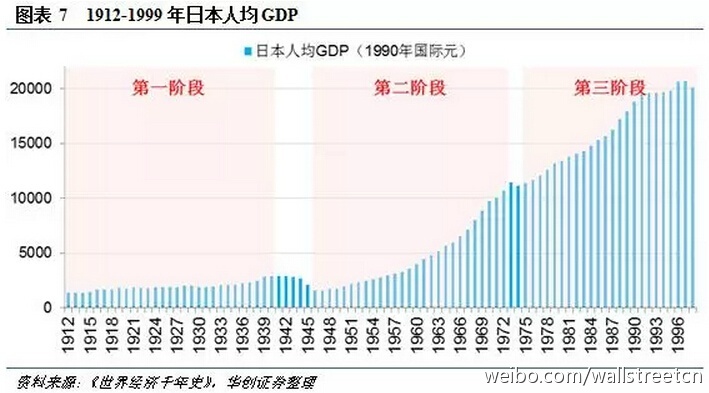 图表 7 1912-1999 年日本人均GDP
日本人均GDP（1990年国际元）
第一阶段 第二阶段 第三阶段
20000
15000
10000
5000
0
1912 1915 1918 1921 1924 1927 1930 1933 1936 1939 1942 1945 1948 1951 1954 1957 1960 1963 1966 1969 1972 1975 1978 1981 1984 1987 1990 1993 1996
资料来源：《世界经济千年史》，华创证券整理
weibo.com/wallstreetcn